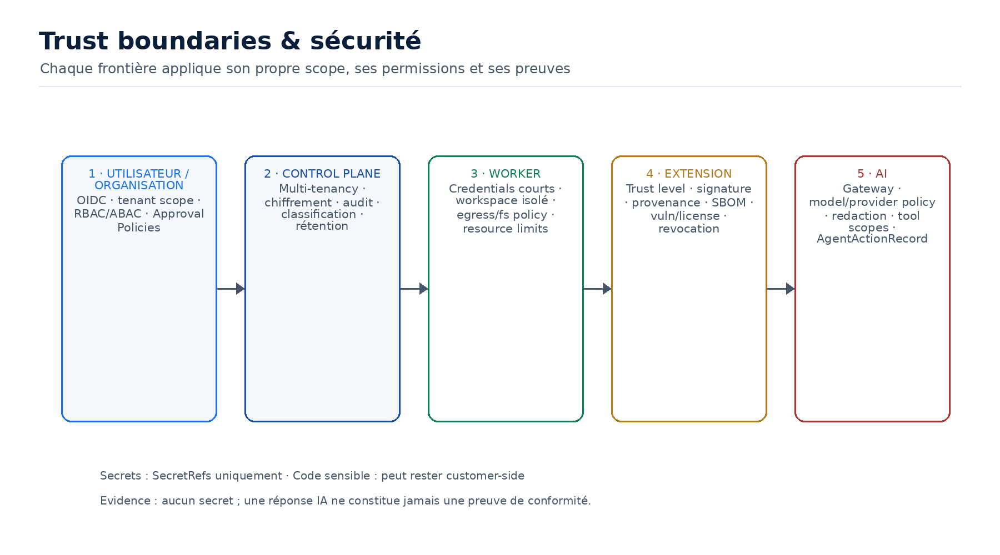 Trust boundaries & sécurité
Chaque frontière applique son propre scope, ses permissions et ses preuves
1 · UTILISATEUR /
ORGANISATION
OIDC · tenant scope ·
RBAC/ABAC · Approval
Policies
2 · CONTROL PLANE
Multi-tenancy ·
chiffrement · audit ·
classification ·
rétention
3 · WORKER
Credentials courts ·
workspace isolé ·
egress/fs policy ·
resource limits
4 · EXTENSION
Trust level · signature
· provenance · SBOM ·
vuln/license ·
revocation
5 · AI
Gateway ·
model/provider policy
· redaction · tool
scopes ·
AgentActionRecord
Secrets : SecretRefs uniquement · Code sensible : peut rester customer-side
Evidence : aucun secret ; une réponse IA ne constitue jamais une preuve de conformité.